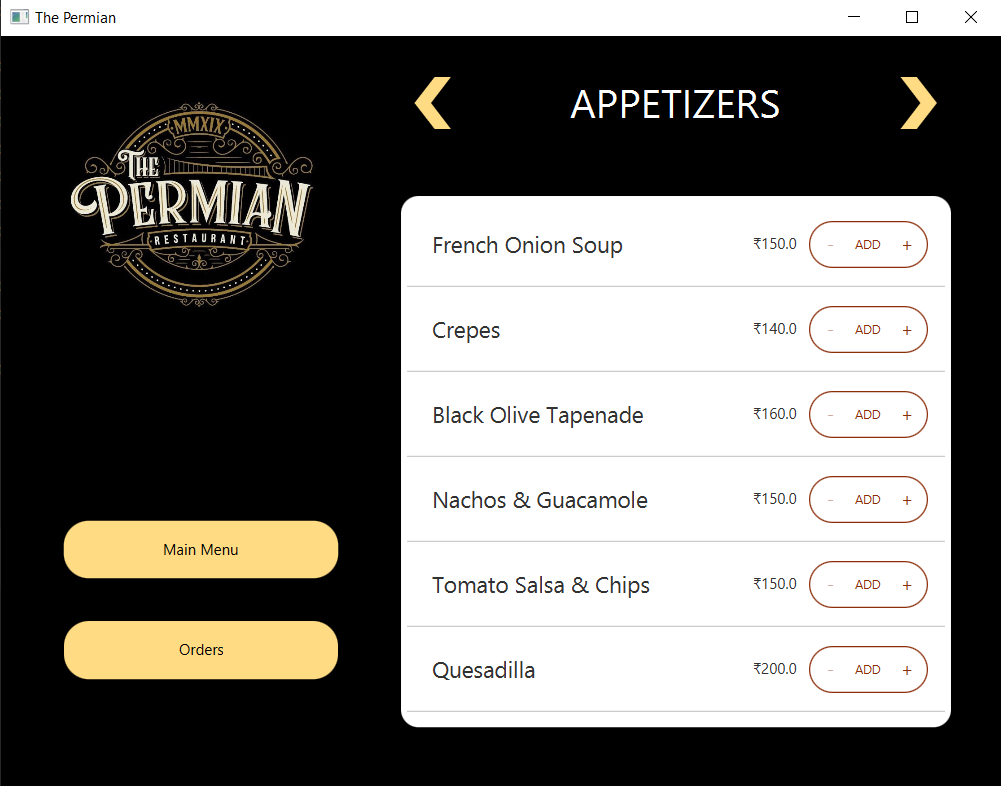 The Permian
MMXIX
THE
PERMIAN
RESTAURANT
Main Menu
Orders
APPETIZERS
French Onion Soup ₹150.0 - ADD +
Crepes ₹140.0 - ADD +
Black Olive Tapenade ₹160.0 - ADD +
Nachos & Guacamole ₹150.0 - ADD +
Tomato Salsa & Chips ₹150.0 - ADD +
Quesadilla ₹200.0 - ADD +